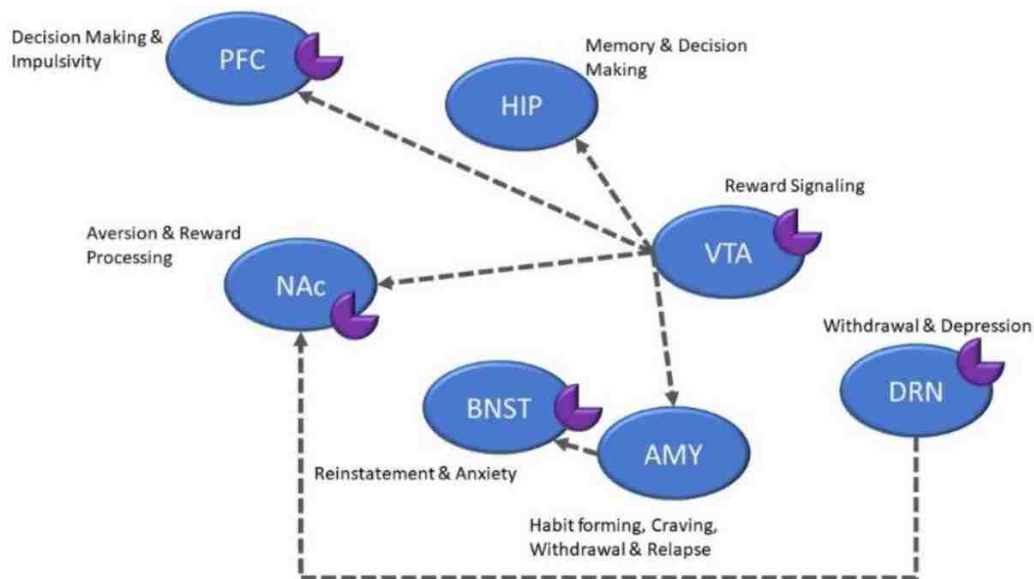 Decision Making &
Impulsivity
PFC
Memory & Decision
Making
HIP
Reward Signaling
VTA
Aversion & Reward
Processing
NAc
Withdrawal & Depression
DRN
BNST
AMY
Reinstatement & Anxiety
Habit forming, Craving,
Withdrawal & Relapse